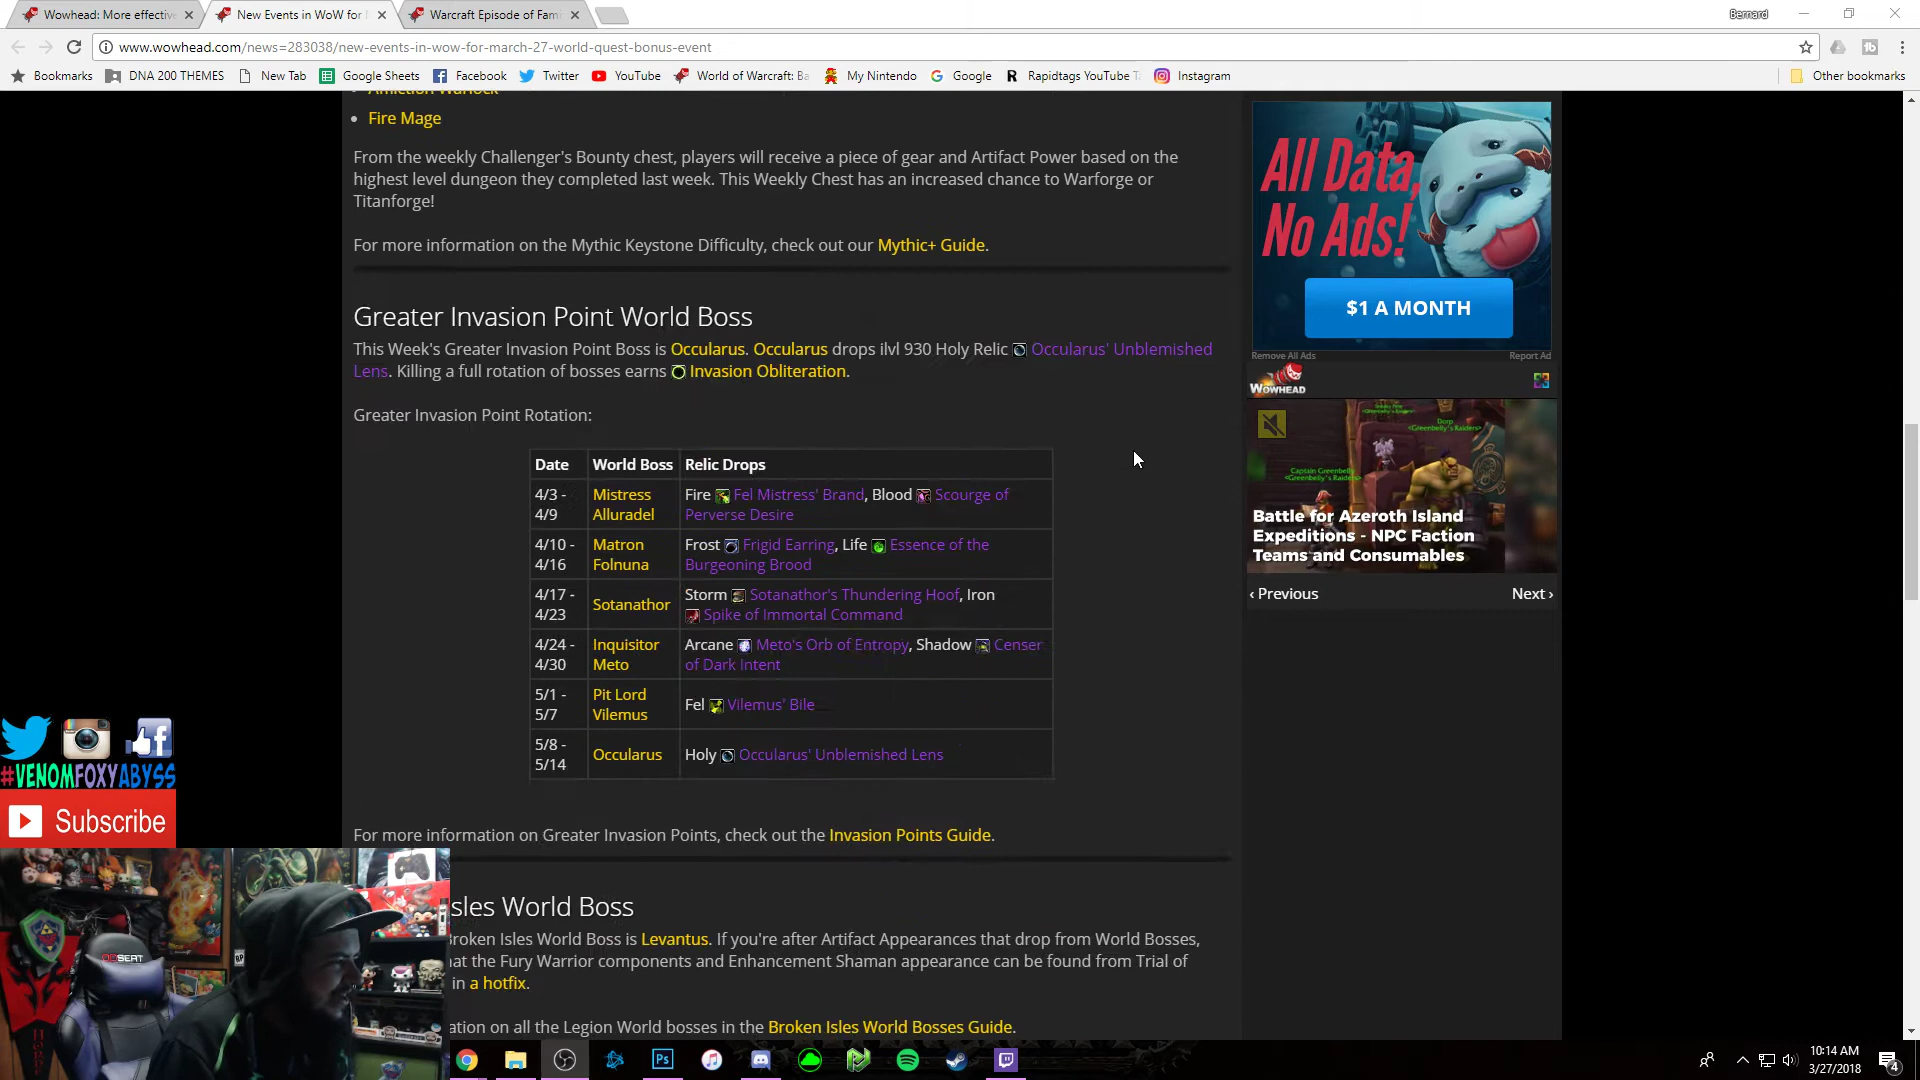 Wowhead: More effective
New Events in WoW for
Warcraft Episode of Fami
Bernard
www.wowhead.com/news=283038/new-events-in-wow-for-march-27-world-quest-bonus-event
Bookmarks
DNA 200 THEMES
New Tab
Google Sheets
Facebook
Twitter
YouTube
World of Warcraft: Ba
My Nintendo
Google
Rapidtags YouTube T
Instagram
Other bookmarks
Affliction Warlock
Fire Mage
From the weekly Challenger's Bounty chest, players will receive a piece of gear and Artifact Power based on the
highest level dungeon they completed last week. This Weekly Chest has an increased chance to Warforge or
Titanforge!
For more information on the Mythic Keystone Difficulty, check out our Mythic+ Guide.
Greater Invasion Point World Boss
This Week's Greater Invasion Point Boss is Occularus. Occularus drops ilvl 930 Holy Relic Occularus' Unblemished
Lens. Killing a full rotation of bosses earns Invasion Obliteration.
Greater Invasion Point Rotation:
Date World Boss Relic Drops
4/3 - 4/9 Mistress Alluradel Fire Fel Mistress' Brand, Blood Scourge of Perverse Desire
4/10 - 4/16 Matron Folnuna Frost Frigid Earring, Life Essence of the Burgeoning Brood
4/17 - 4/23 Sotanathor Storm Sotanathor's Thundering Hoof, Iron Spike of Immortal Command
4/24 - 4/30 Inquisitor Meto Arcane Meto's Orb of Entropy, Shadow Censer of Dark Intent
5/1 - 5/7 Pit Lord Vilemus Fel Vilemus' Bile
5/8 - 5/14 Occularus Holy Occularus' Unblemished Lens
For more information on Greater Invasion Points, check out the Invasion Points Guide.
sles World Boss
Broken Isles World Boss is Levantus. If you're after Artifact Appearances that drop from World Bosses,
at the Fury Warrior components and Enhancement Shaman appearance can be found from Trial of
in a hotfix.
ation on all the Legion World bosses in the Broken Isles World Bosses Guide.
All Data,
No Ads!
$1 A MONTH
Remove All Ads
Report Ad
WOWHEAD
Dorp
<Greenbelly's Raiders>
Captain Greenbelly
<Greenbelly's Raiders>
Battle for Azeroth Island
Expeditions - NPC Faction
Teams and Consumables
‹ Previous
Next ›
#VENOMFOXYABYSS
Subscribe
10:14 AM
3/27/2018
4